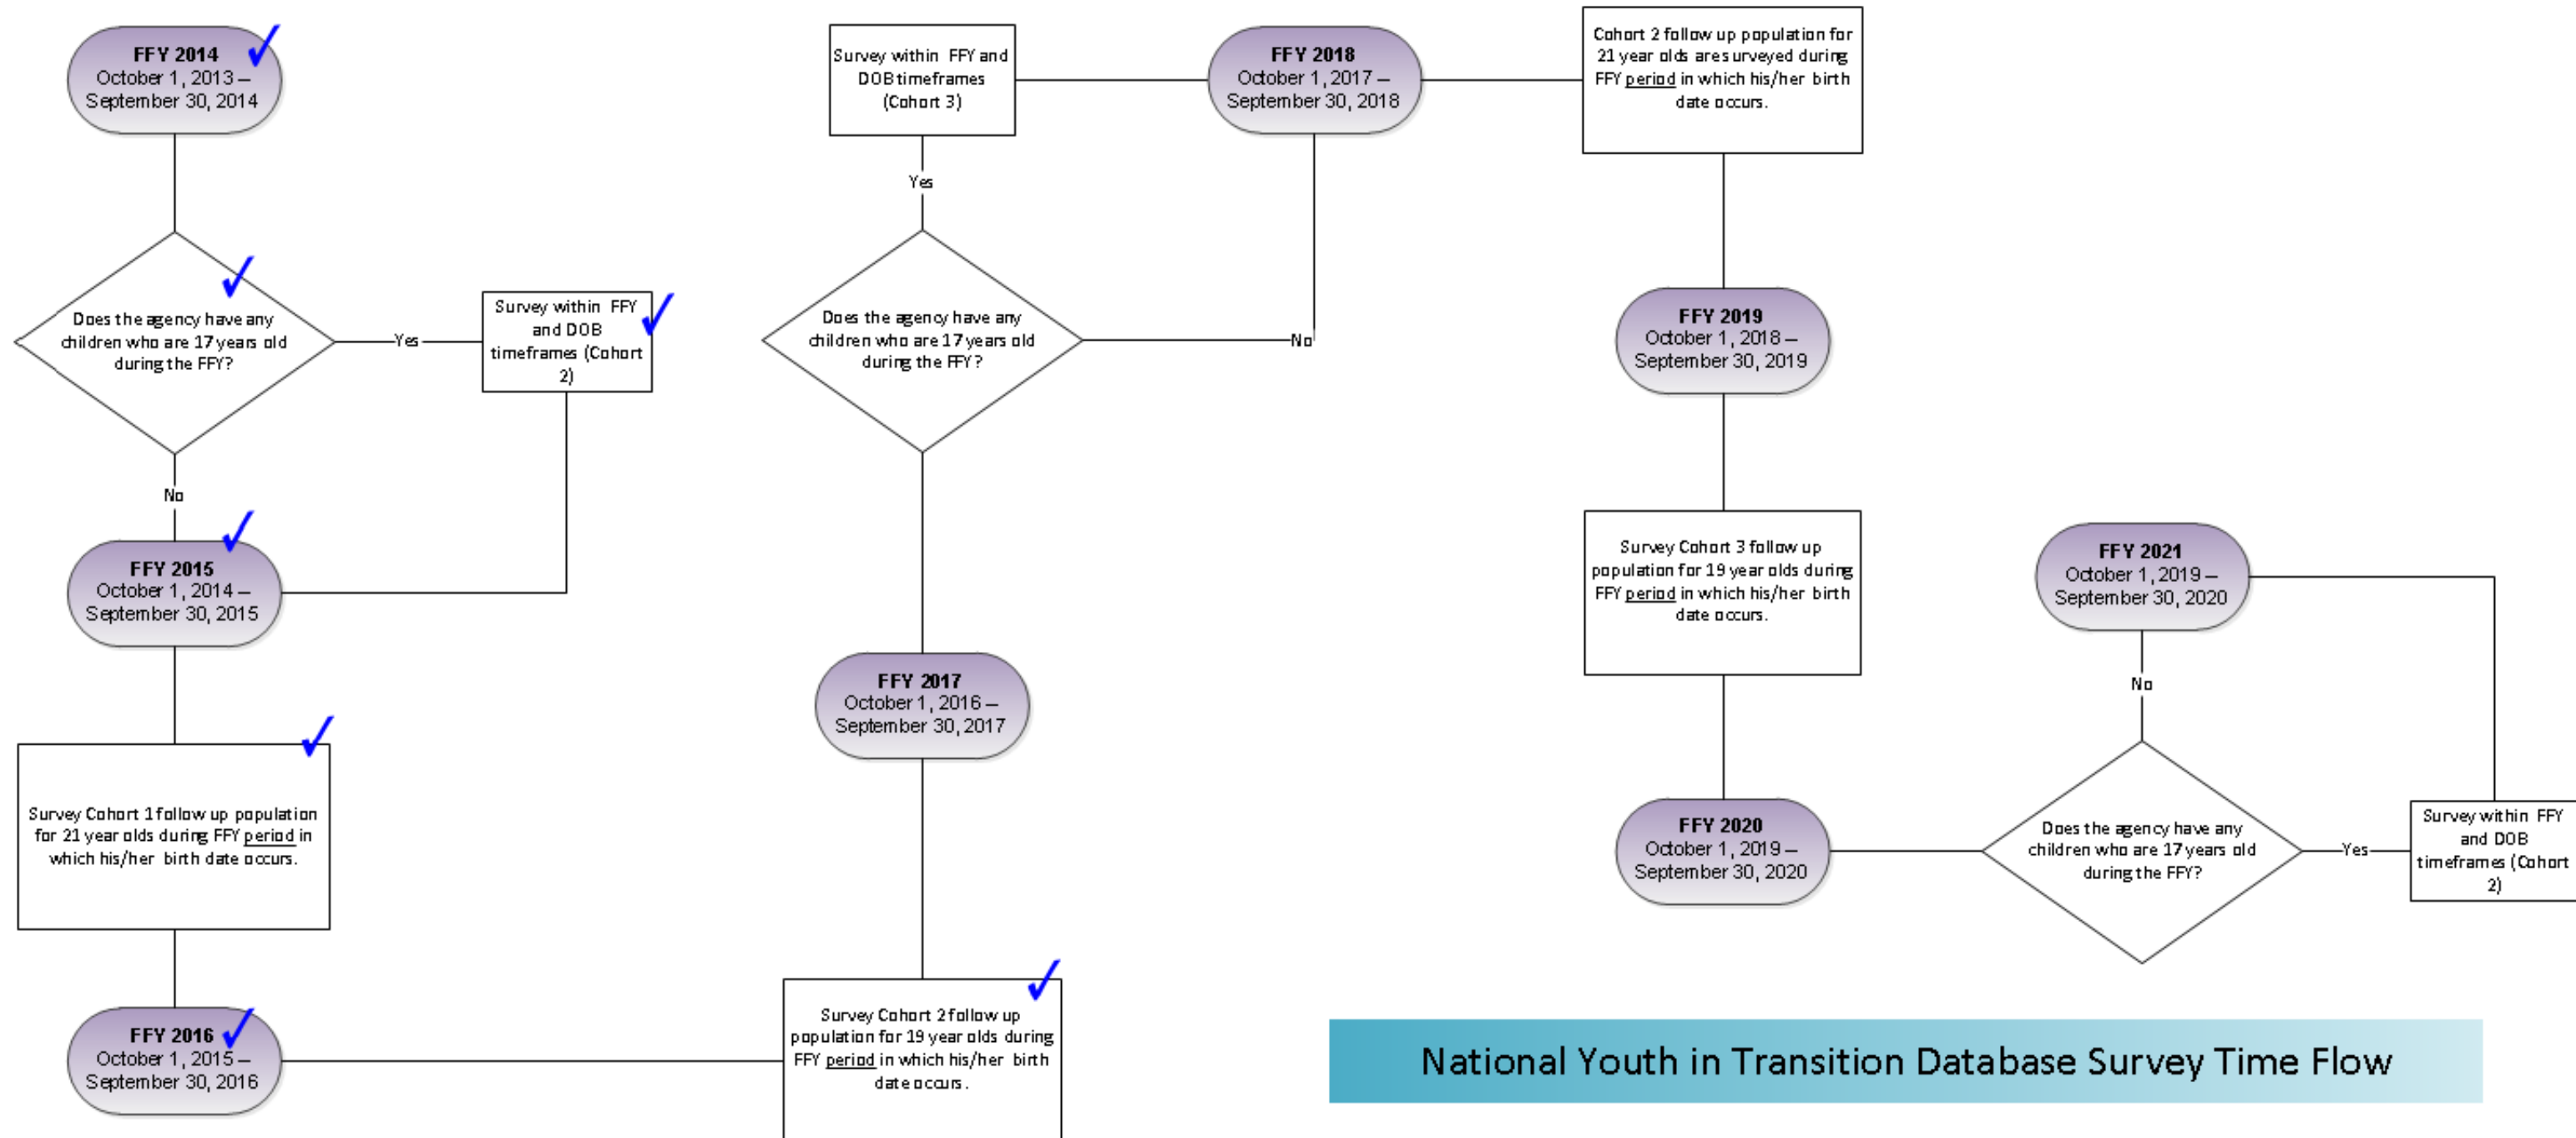 FFY 2014
October 1, 2013 –
September 30, 2014
Does the agency have any
children who are 17 years old
during the FFY?
Yes
Survey within FFY
and DOB
timeframes (Cohort
2)
No
FFY 2015
October 1, 2014 –
September 30, 2015
Survey Cohort 1 follow up population
for 21 year olds during FFY period in
which his/her birth date occurs.
FFY 2016
October 1, 2015 –
September 30, 2016
Survey Cohort 2 follow up
population for 19 year olds during
FFY period in which his/her birth
date occurs.
FFY 2017
October 1, 2016 –
September 30, 2017
Does the agency have any
children who are 17 years old
during the FFY?
Yes
No
Survey within FFY and
DOB timeframes
(Cohort 3)
FFY 2018
October 1, 2017 –
September 30, 2018
Cohort 2 follow up population for
21 year olds are surveyed during
FFY period in which his/her birth
date occurs.
FFY 2019
October 1, 2018 –
September 30, 2019
Survey Cohort 3 follow up
population for 19 year olds during
FFY period in which his/her birth
date occurs.
FFY 2020
October 1, 2019 –
September 30, 2020
Does the agency have any
children who are 17 years old
during the FFY?
Yes
Survey within FFY
and DOB
timeframes (Cohort
2)
No
FFY 2021
October 1, 2019 –
September 30, 2020
National Youth in Transition Database Survey Time Flow